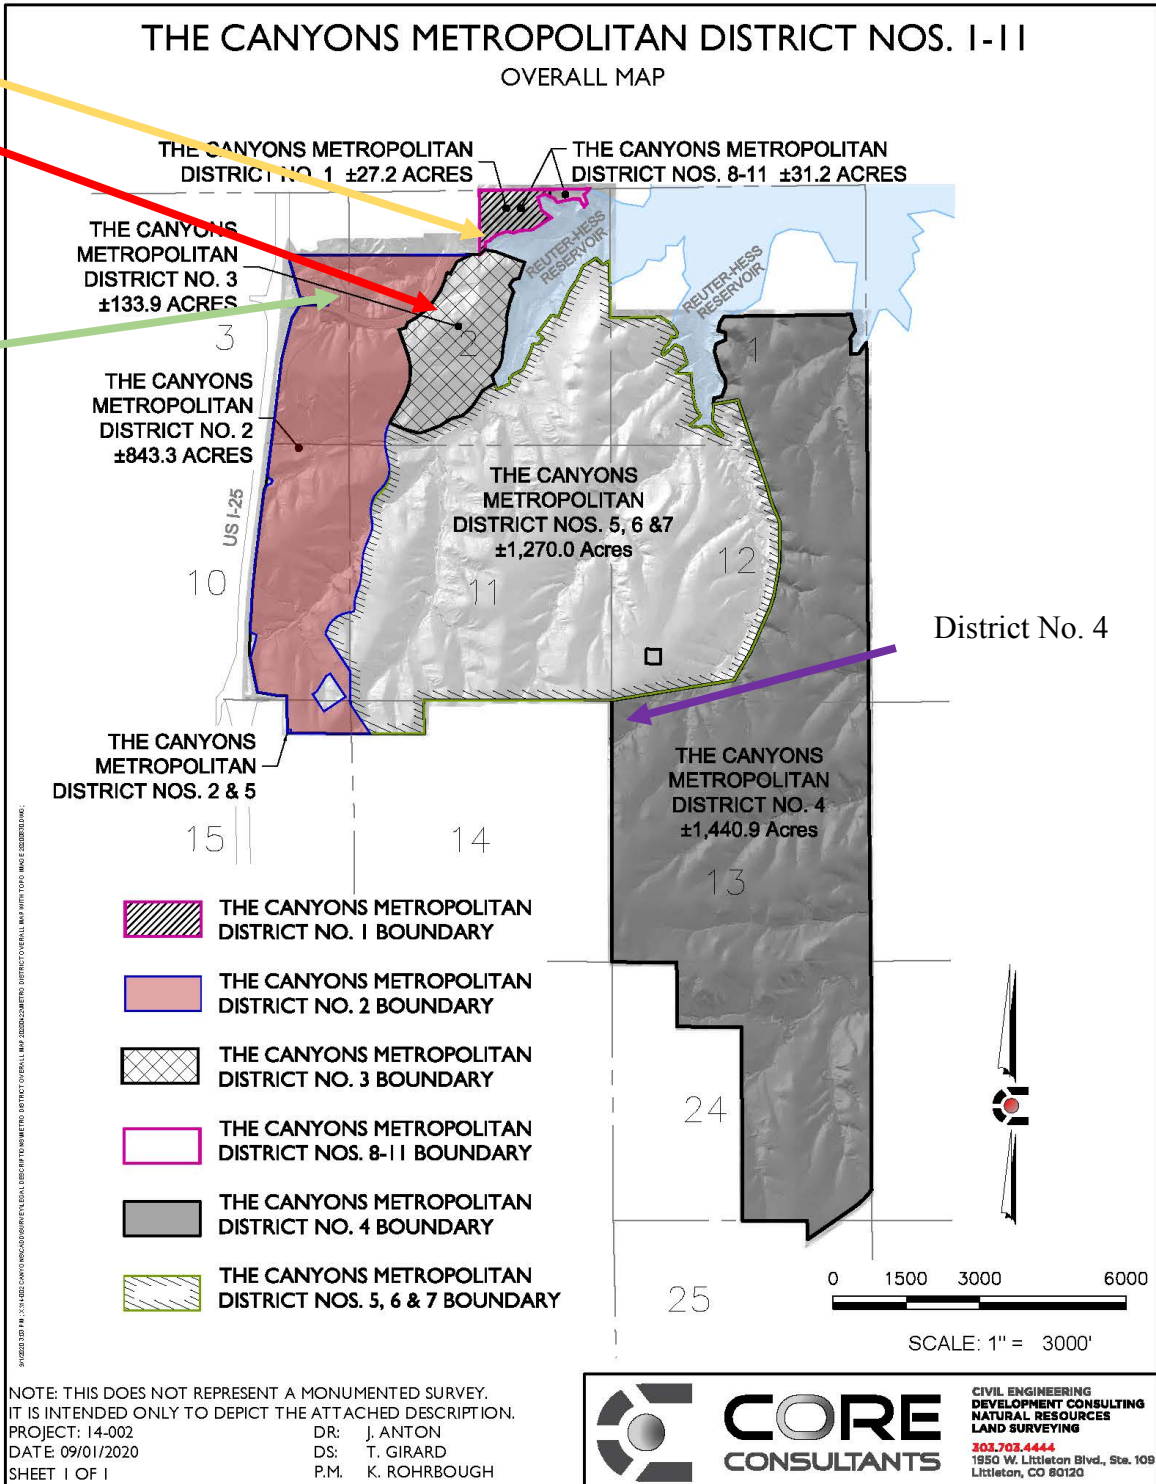 THE CANYONS METROPOLITAN DISTRICT NOS. 1-11
OVERALL MAP
THE CANYONS METROPOLITAN
DISTRICT NO. 1 ±27.2 ACRES
THE CANYONS METROPOLITAN
DISTRICT NOS. 8-11 ±31.2 ACRES
THE CANYONS
METROPOLITAN
DISTRICT NO. 3
±133.9 ACRES
REUTER-HESS
RESERVOIR
REUTER-HESS
RESERVOIR
3
2
1
THE CANYONS
METROPOLITAN
DISTRICT NO. 2
±843.3 ACRES
US I-25
THE CANYONS
METROPOLITAN
DISTRICT NOS. 5, 6 &7
±1,270.0 Acres
10
11
12
District No. 4
THE CANYONS
METROPOLITAN
DISTRICT NOS. 2 & 5
THE CANYONS
METROPOLITAN
DISTRICT NO. 4
±1,440.9 Acres
15
14
13
24
25
THE CANYONS METROPOLITAN
DISTRICT NO. 1 BOUNDARY
THE CANYONS METROPOLITAN
DISTRICT NO. 2 BOUNDARY
THE CANYONS METROPOLITAN
DISTRICT NO. 3 BOUNDARY
THE CANYONS METROPOLITAN
DISTRICT NOS. 8-11 BOUNDARY
THE CANYONS METROPOLITAN
DISTRICT NO. 4 BOUNDARY
THE CANYONS METROPOLITAN
DISTRICT NOS. 5, 6 & 7 BOUNDARY
0 1500 3000 6000
SCALE: 1" = 3000'
NOTE: THIS DOES NOT REPRESENT A MONUMENTED SURVEY.
IT IS INTENDED ONLY TO DEPICT THE ATTACHED DESCRIPTION.
PROJECT: 14-002 DR: J. ANTON
DATE: 09/01/2020 DS: T. GIRARD
SHEET 1 OF 1 P.M. K. ROHRBOUGH
CORE
CONSULTANTS
CIVIL ENGINEERING
DEVELOPMENT CONSULTING
NATURAL RESOURCES
LAND SURVEYING
303.703.4444
1950 W. Littleton Blvd., Ste. 109
Littleton, CO 80120